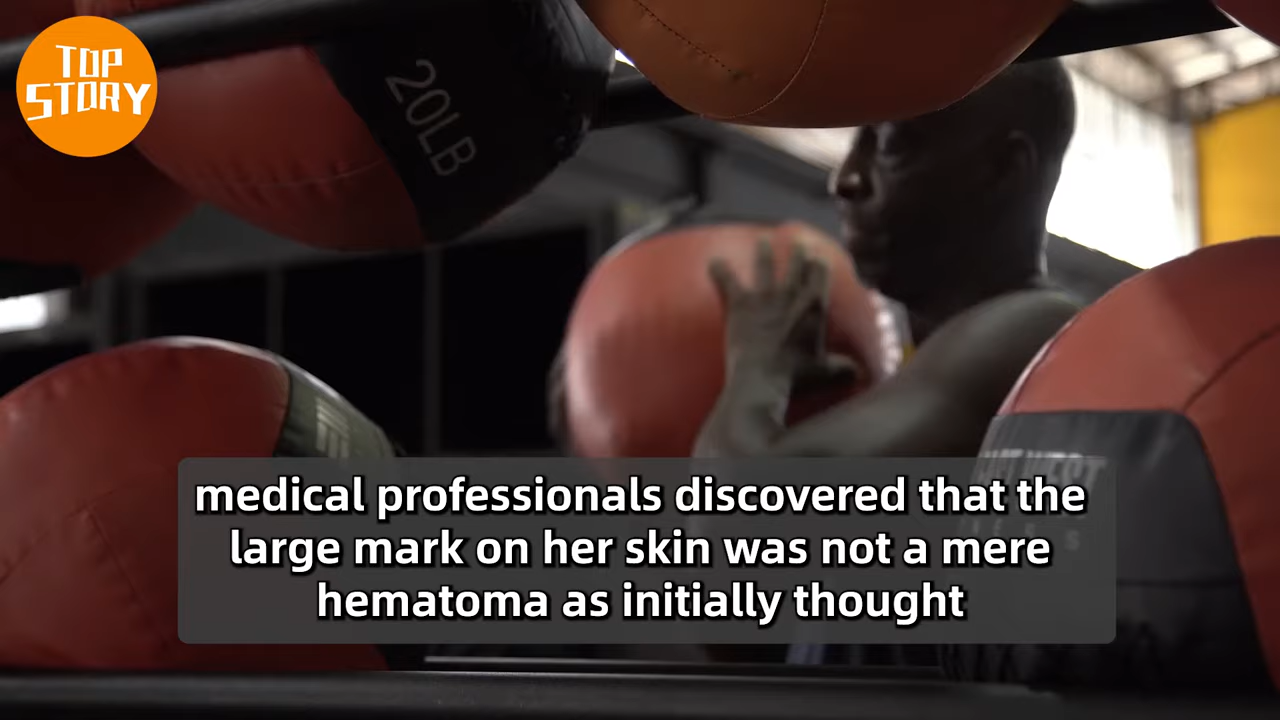 TOP
STORY
20LB
medical professionals discovered that the
large mark on her skin was not a mere
hematoma as initially thought